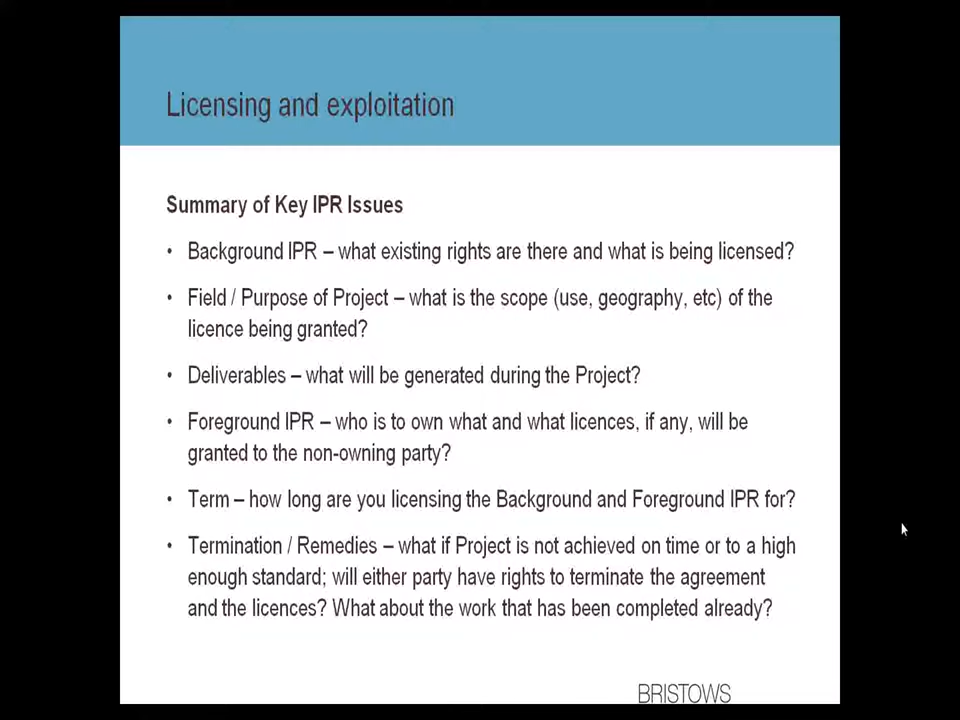 Licensing and exploitation
Summary of Key IPR Issues
• Background IPR – what existing rights are there and what is being licensed?
• Field / Purpose of Project – what is the scope (use, geography, etc) of the
licence being granted?
• Deliverables – what will be generated during the Project?
• Foreground IPR – who is to own what and what licences, if any, will be
granted to the non-owning party?
• Term – how long are you licensing the Background and Foreground IPR for?
• Termination / Remedies – what if Project is not achieved on time or to a high
enough standard; will either party have rights to terminate the agreement
and the licences? What about the work that has been completed already?
BRISTOWS